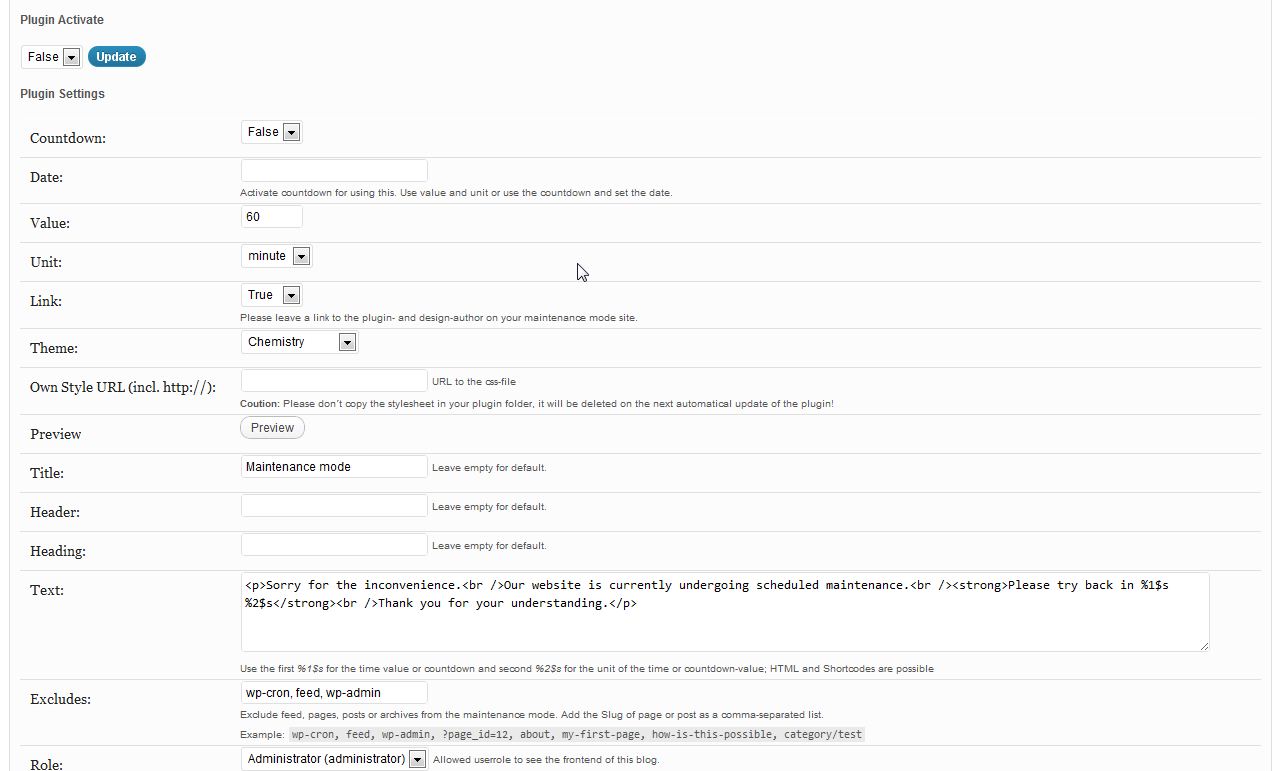 Plugin Activate
False Update
Plugin Settings
Countdown: False
Date:
Activate countdown for using this. Use value and unit or use the countdown and set the date.
Value: 60
Unit: minute
Link: True
Please leave a link to the plugin- and design-author on your maintenance mode site.
Theme: Chemistry
Own Style URL (incl. http://): URL to the css-file
Coution: Please don't copy the stylesheet in your plugin folder, it will be deleted on the next automatical update of the plugin!
Preview Preview
Title: Maintenance mode Leave empty for default.
Header: Leave empty for default.
Heading: Leave empty for default.
Text: <p>Sorry for the inconvenience.<br />Our website is currently undergoing scheduled maintenance.<br /><strong>Please try back in %1$s
%2$s</strong><br />Thank you for your understanding.</p>
Use the first %1$s for the time value or countdown and second %2$s for the unit of the time or countdown-value; HTML and Shortcodes are possible
Excludes: wp-cron, feed, wp-admin
Exclude feed, pages, posts or archives from the maintenance mode. Add the Slug of page or post as a comma-separated list.
Example: wp-cron, feed, wp-admin, ?page_id=12, about, my-first-page, how-is-this-possible, category/test
Role: Administrator (administrator) Allowed userrole to see the frontend of this blog.